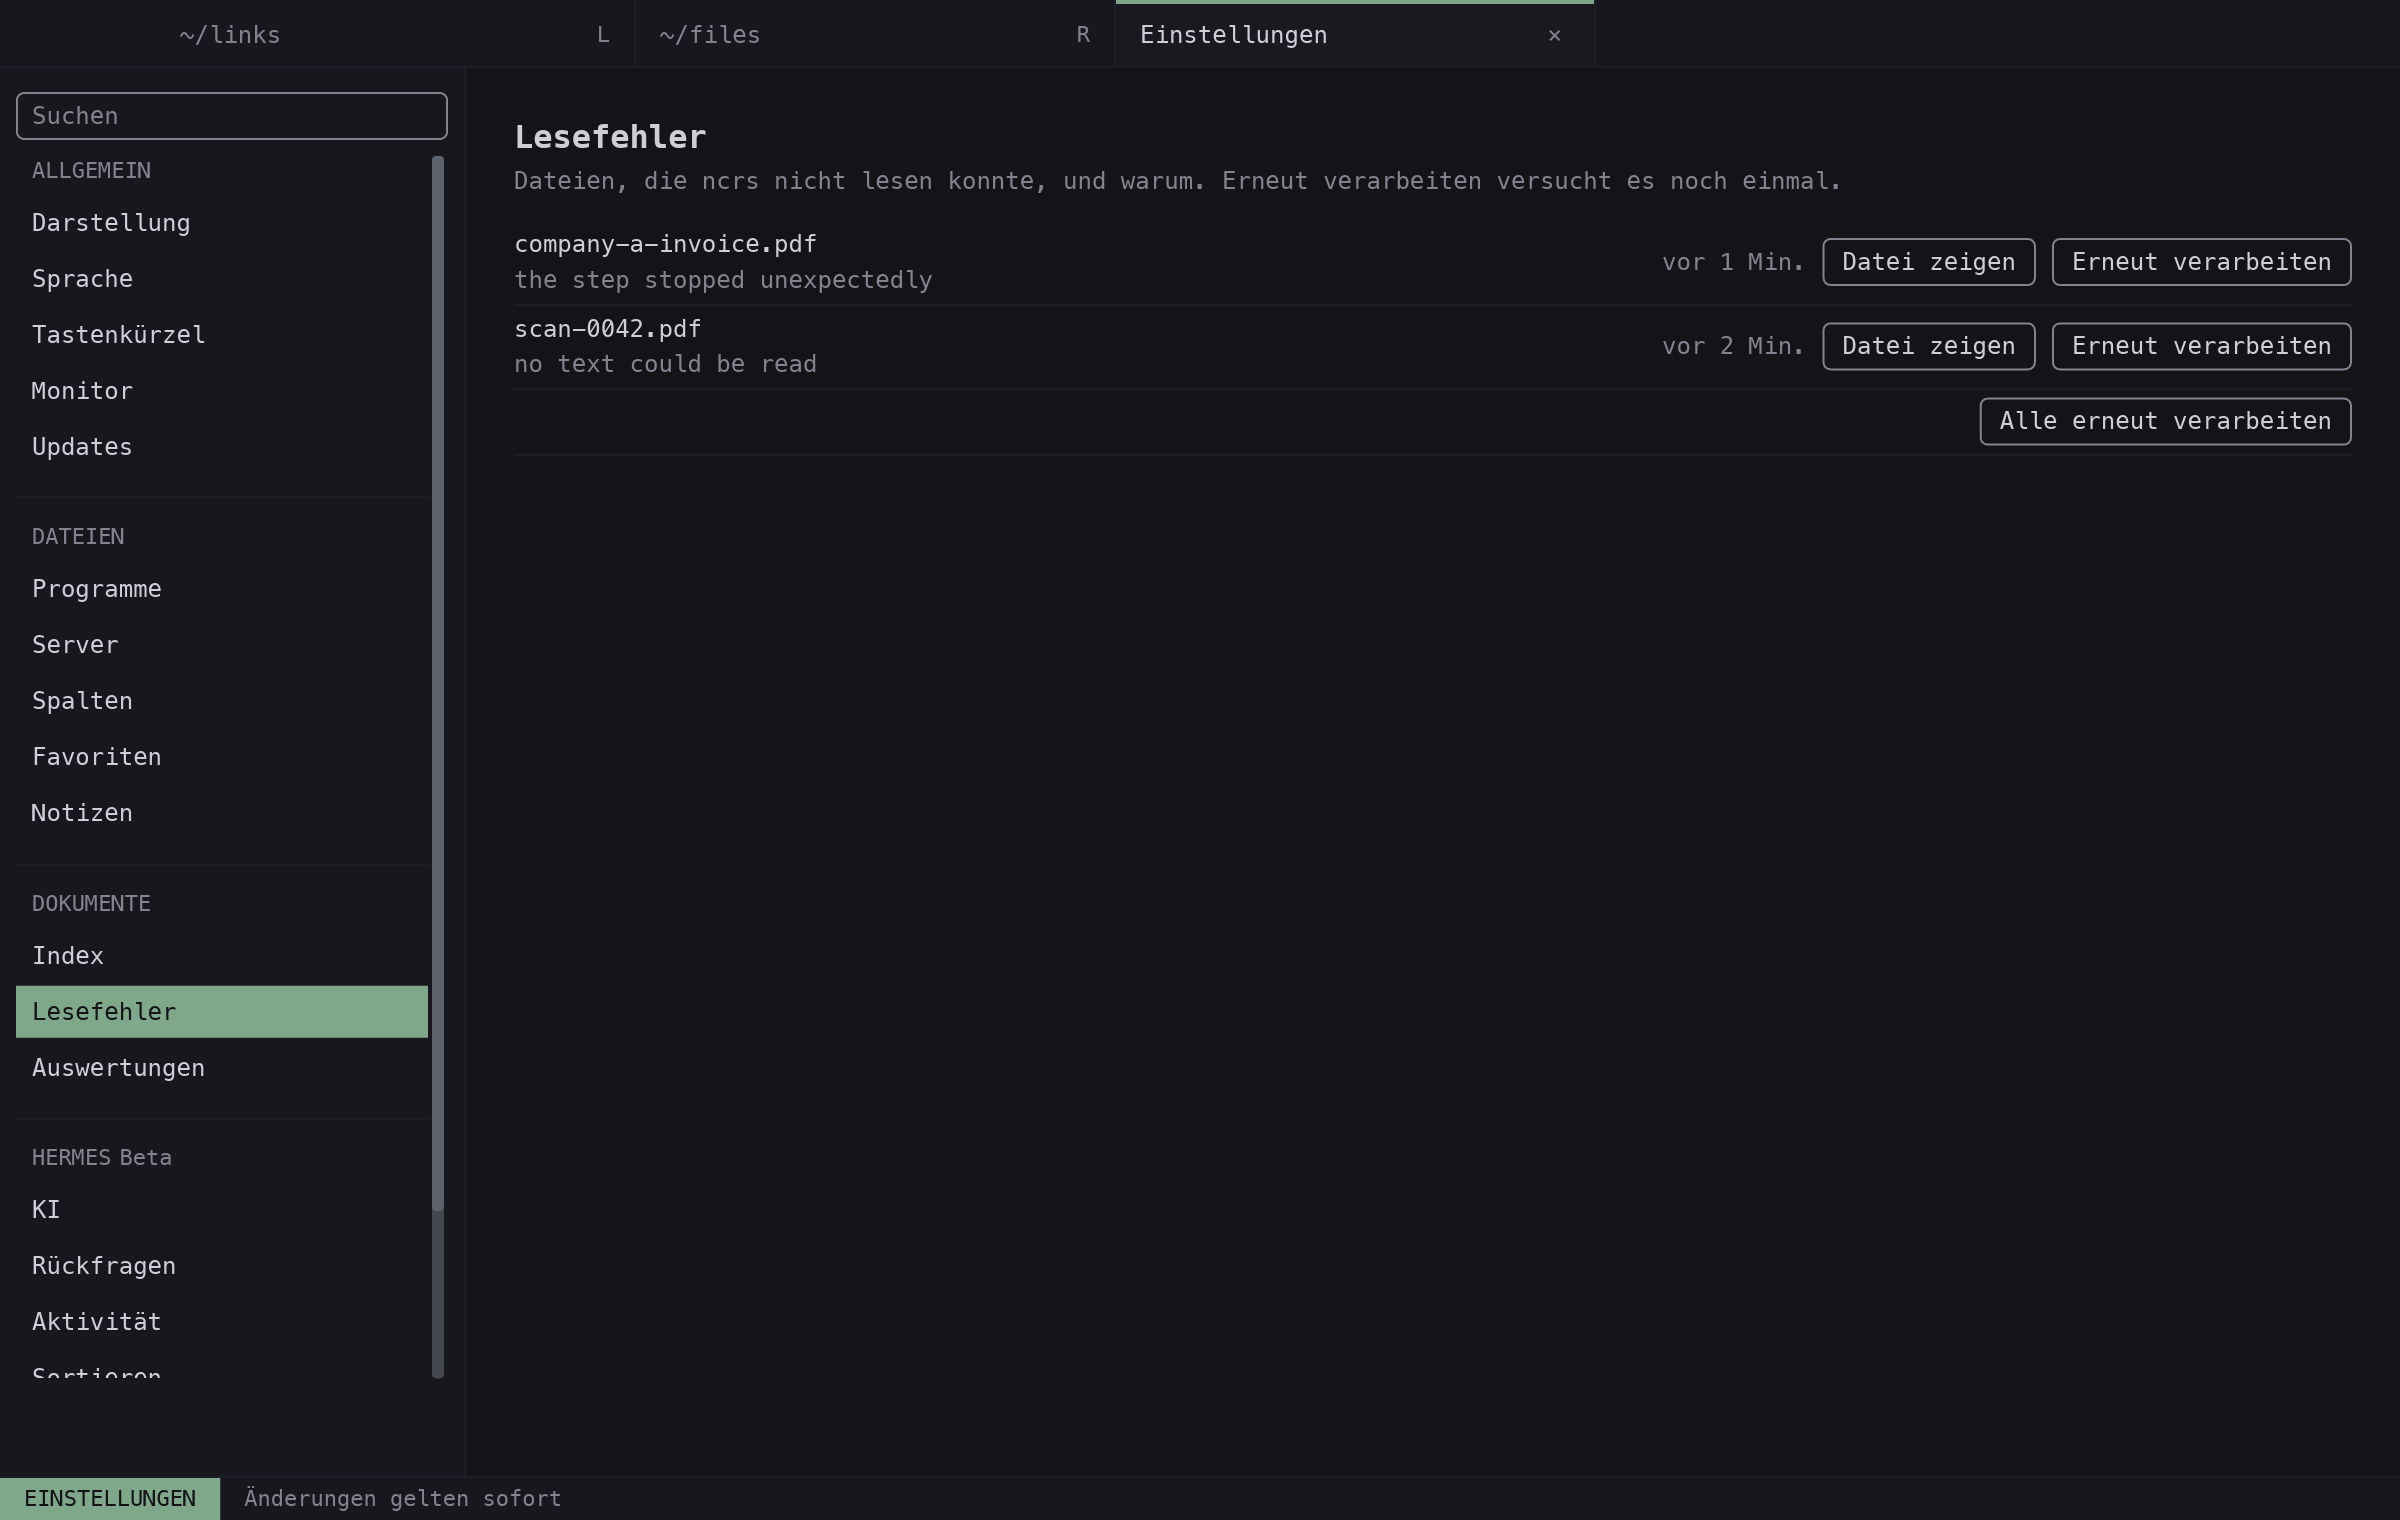 ~/links L ~/files R Einstellungen ×
Suchen
ALLGEMEIN
Darstellung
Sprache
Tastenkürzel
Monitor
Updates
DATEIEN
Programme
Server
Spalten
Favoriten
Notizen
DOKUMENTE
Index
Lesefehler
Auswertungen
HERMES Beta
KI
Rückfragen
Aktivität
Sortieren
Lesefehler
Dateien, die ncrs nicht lesen konnte, und warum. Erneut verarbeiten versucht es noch einmal.
company-a-invoice.pdf
the step stopped unexpectedly
vor 1 Min. Datei zeigen Erneut verarbeiten
scan-0042.pdf
no text could be read
vor 2 Min. Datei zeigen Erneut verarbeiten
Alle erneut verarbeiten
EINSTELLUNGEN Änderungen gelten sofort